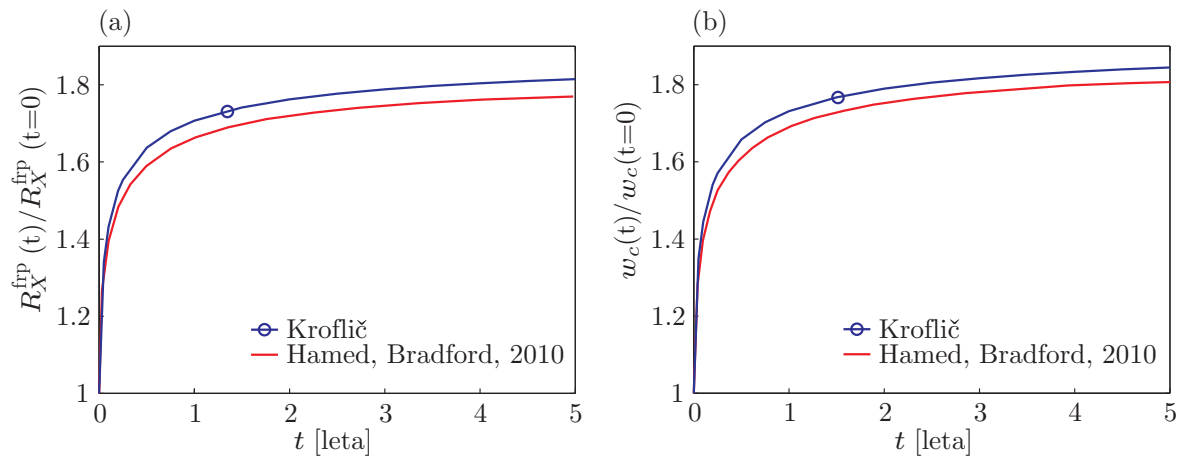 (a)
R_X^frp (t)/R_X^frp (t=0)
1.8
1.6
1.4
1.2
1
0 1 2 3 4 5
t [leta]
Kroflič
Hamed, Bradford, 2010
(b)
w_c(t)/w_c(t=0)
1.8
1.6
1.4
1.2
1
0 1 2 3 4 5
t [leta]
Kroflič
Hamed, Bradford, 2010